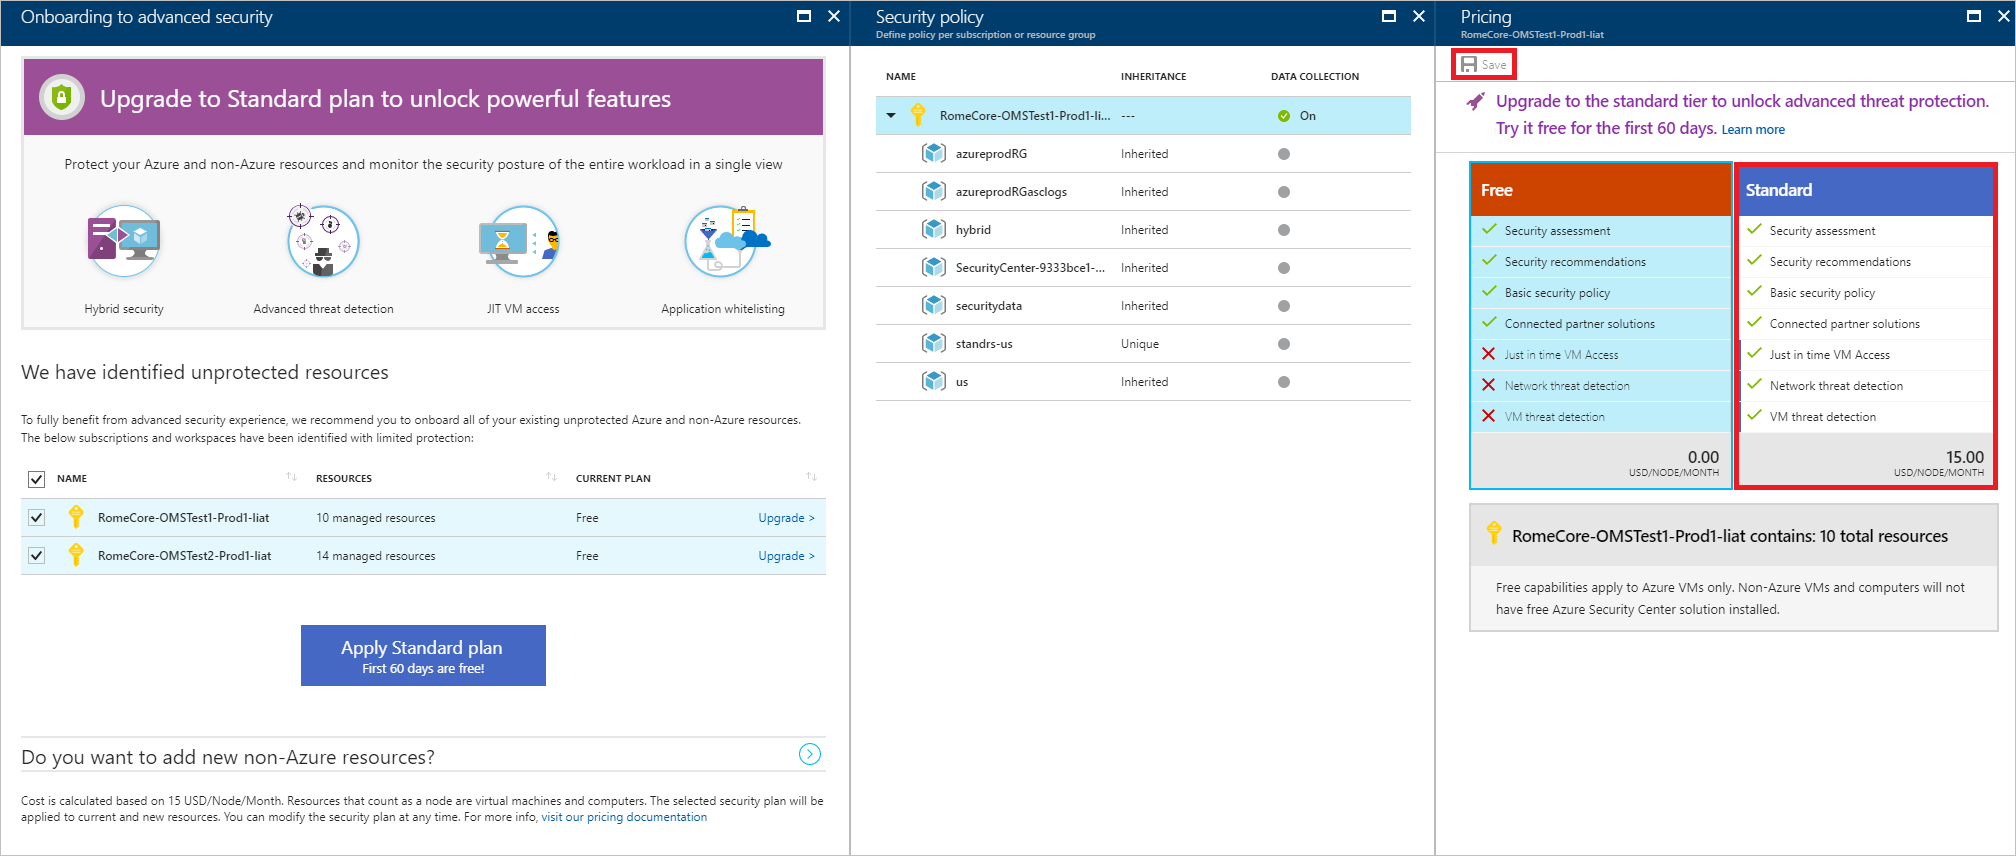 Onboarding to advanced security
Upgrade to Standard plan to unlock powerful features
Protect your Azure and non-Azure resources and monitor the security posture of the entire workload in a single view
Hybrid security
Advanced threat detection
JIT VM access
Application whitelisting
We have identified unprotected resources
To fully benefit from advanced security experience, we recommend you to onboard all of your existing unprotected Azure and non-Azure resources.
The below subscriptions and workspaces have been identified with limited protection:
NAME RESOURCES CURRENT PLAN
RomeCore-OMSTest1-Prod1-liat 10 managed resources Free Upgrade >
RomeCore-OMSTest2-Prod1-liat 14 managed resources Free Upgrade >
Apply Standard plan
First 60 days are free!
Do you want to add new non-Azure resources?
Cost is calculated based on 15 USD/Node/Month. Resources that count as a node are virtual machines and computers. The selected security plan will be
applied to current and new resources. You can modify the security plan at any time. For more info, visit our pricing documentation
Security policy
Define policy per subscription or resource group
NAME INHERITANCE DATA COLLECTION
RomeCore-OMSTest1-Prod1-li... --- On
azureprodRG Inherited
azureprodRGasclogs Inherited
hybrid Inherited
SecurityCenter-9333bce1-... Inherited
securitydata Inherited
standrs-us Unique
us Inherited
Pricing
RomeCore-OMSTest1-Prod1-liat
Save
Upgrade to the standard tier to unlock advanced threat protection.
Try it free for the first 60 days. Learn more
Free
Security assessment
Security recommendations
Basic security policy
Connected partner solutions
Just in time VM Access
Network threat detection
VM threat detection
0.00
USD/NODE/MONTH
Standard
Security assessment
Security recommendations
Basic security policy
Connected partner solutions
Just in time VM Access
Network threat detection
VM threat detection
15.00
USD/NODE/MONTH
RomeCore-OMSTest1-Prod1-liat contains: 10 total resources
Free capabilities apply to Azure VMs only. Non-Azure VMs and computers will not
have free Azure Security Center solution installed.